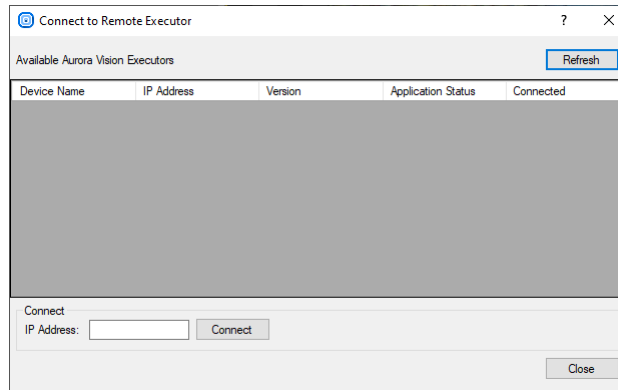 Connect to Remote Executor
Available Aurora Vision Executors Refresh
Device Name IP Address Version Application Status Connected
Connect
IP Address: Connect
Close